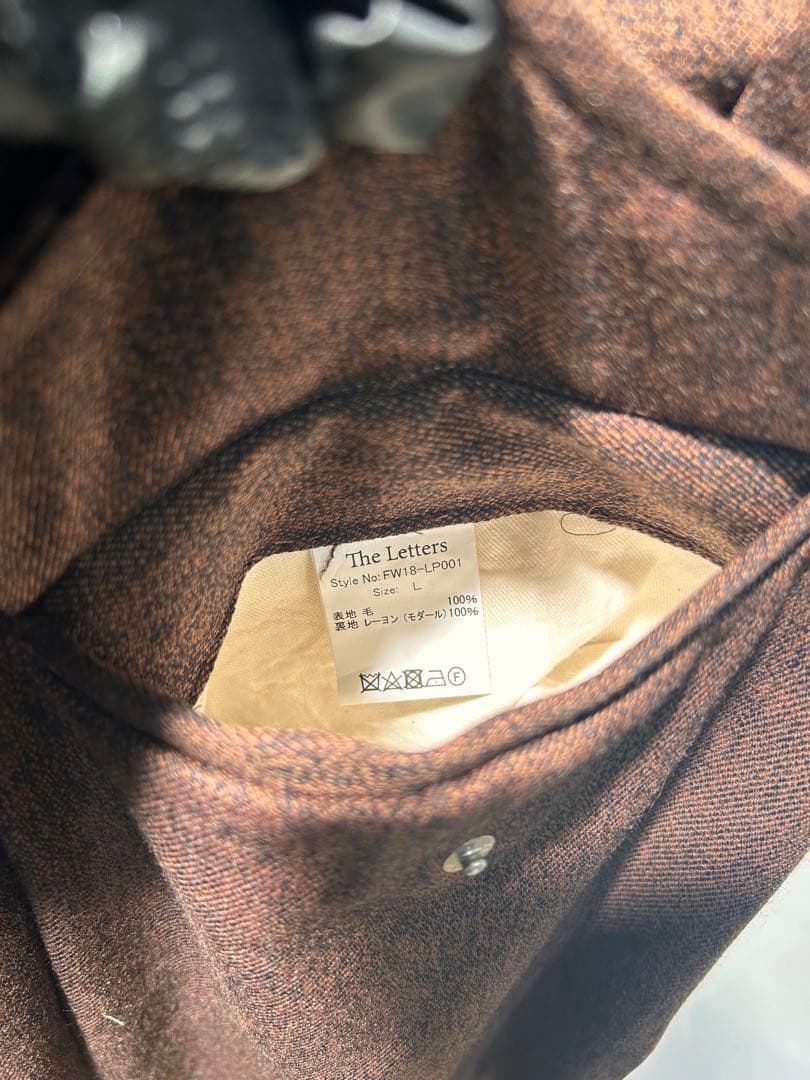 The Letters
Style No: FW18-LP001
Size: L
表地 毛 100%
裏地 レーヨン (モダール) 100%
F